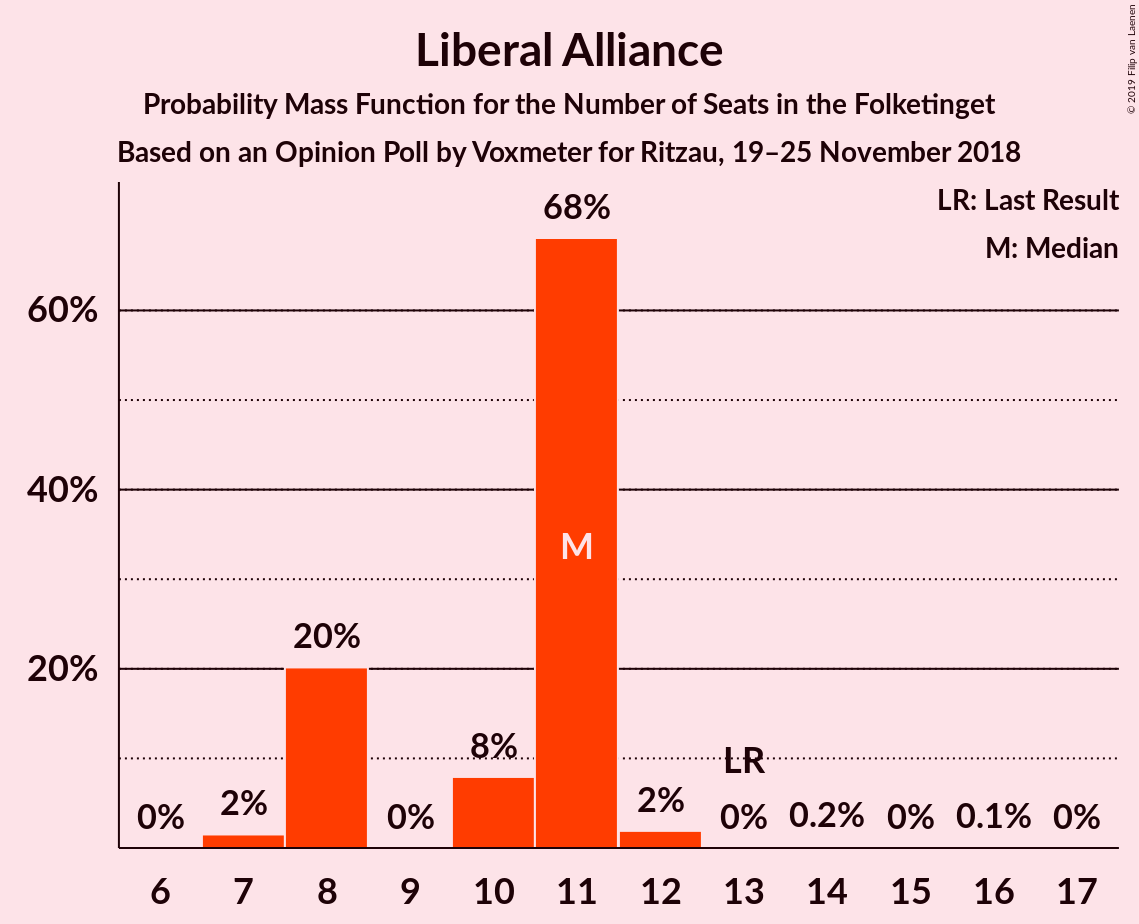 Liberal Alliance
Probability Mass Function for the Number of Seats in the Folketinget
Based on an Opinion Poll by Voxmeter for Ritzau, 19–25 November 2018
© 2019 Filip van Laenen
LR: Last Result
M: Median
60%
40%
20%
0%
2%
20%
0%
8%
68%
M
2%
LR
0%
0.2%
0%
0.1%
0%
6 7 8 9 10 11 12 13 14 15 16 17